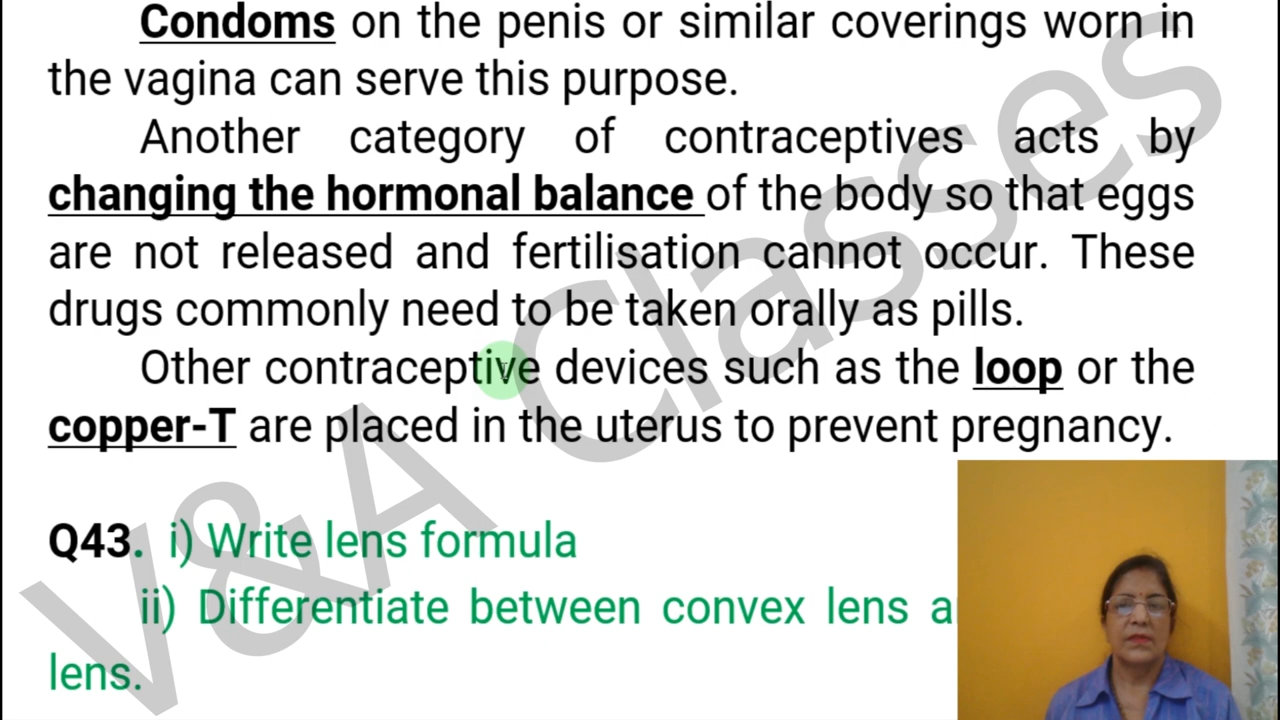 Condoms on the penis or similar coverings worn in
the vagina can serve this purpose.
Another category of contraceptives acts by
changing the hormonal balance of the body so that eggs
are not released and fertilisation cannot occur. These
drugs commonly need to be taken orally as pills.
Other contraceptive devices such as the loop or the
copper-T are placed in the uterus to prevent pregnancy.
Q43. i) Write lens formula
ii) Differentiate between convex lens a
lens.
V&A Classes